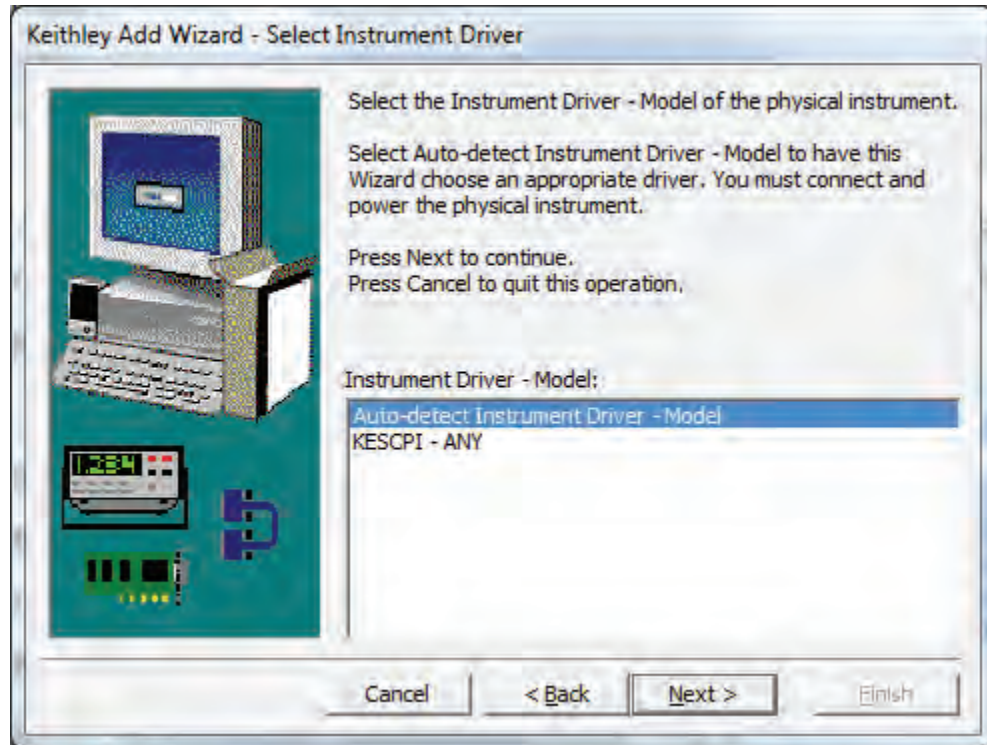 Keithley Add Wizard - Select Instrument Driver
Select the Instrument Driver - Model of the physical instrument.
Select Auto-detect Instrument Driver - Model to have this
Wizard choose an appropriate driver. You must connect and
power the physical instrument.
Press Next to continue.
Press Cancel to quit this operation.
1.234
Instrument Driver - Model:
Auto-detect Instrument Driver - Model
KESCPI - ANY
Cancel
< Back
Next >
Finish